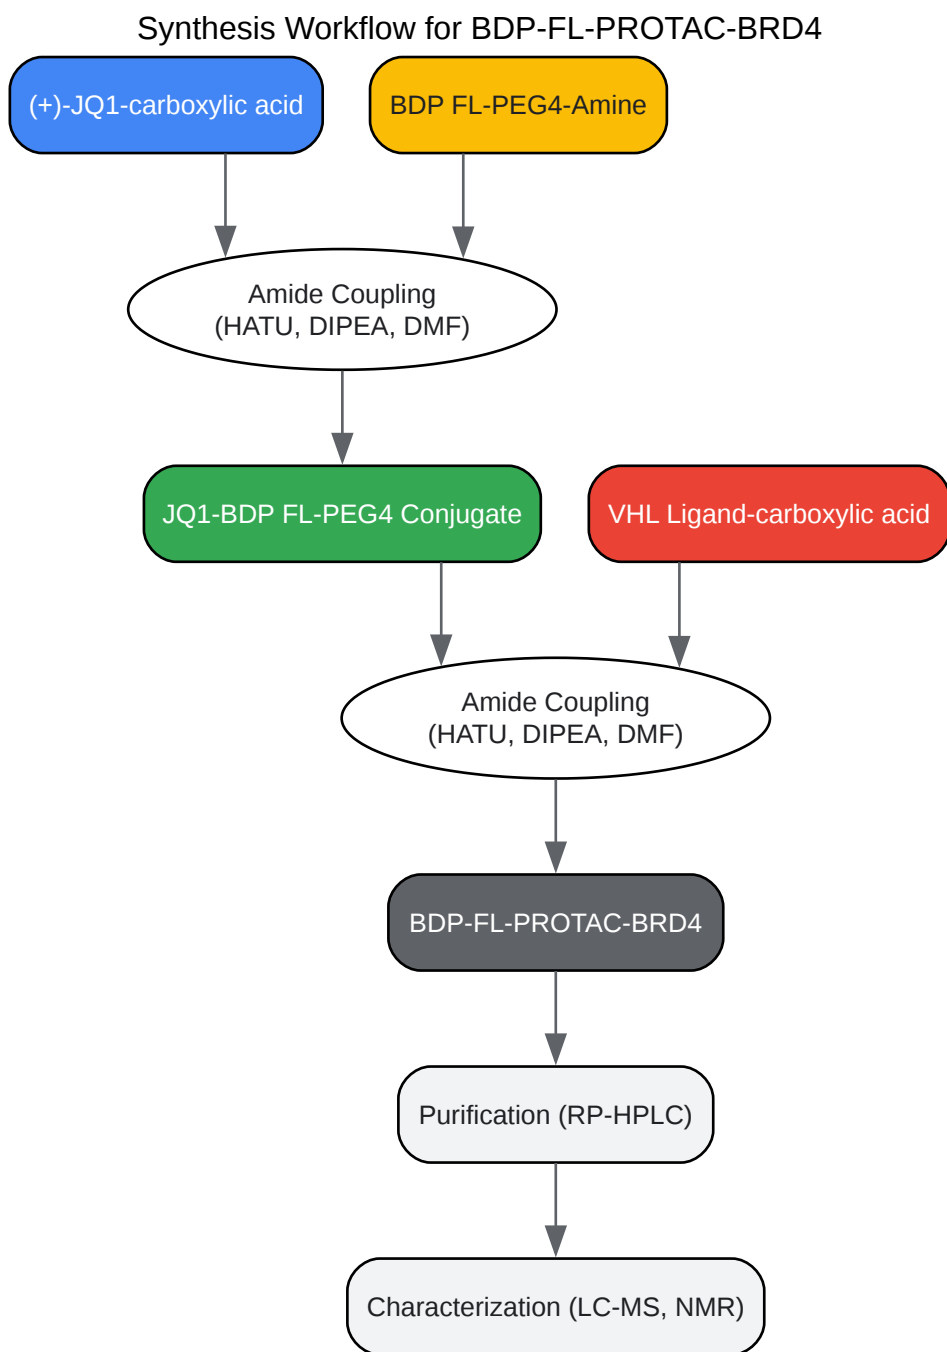 Synthesis Workflow for BDP-FL-PROTAC-BRD4
(+)-JQ1-carboxylic acid
BDP FL-PEG4-Amine
Amide Coupling
(HATU, DIPEA, DMF)
JQ1-BDP FL-PEG4 Conjugate
VHL Ligand-carboxylic acid
Amide Coupling
(HATU, DIPEA, DMF)
BDP-FL-PROTAC-BRD4
Purification (RP-HPLC)
Characterization (LC-MS, NMR)